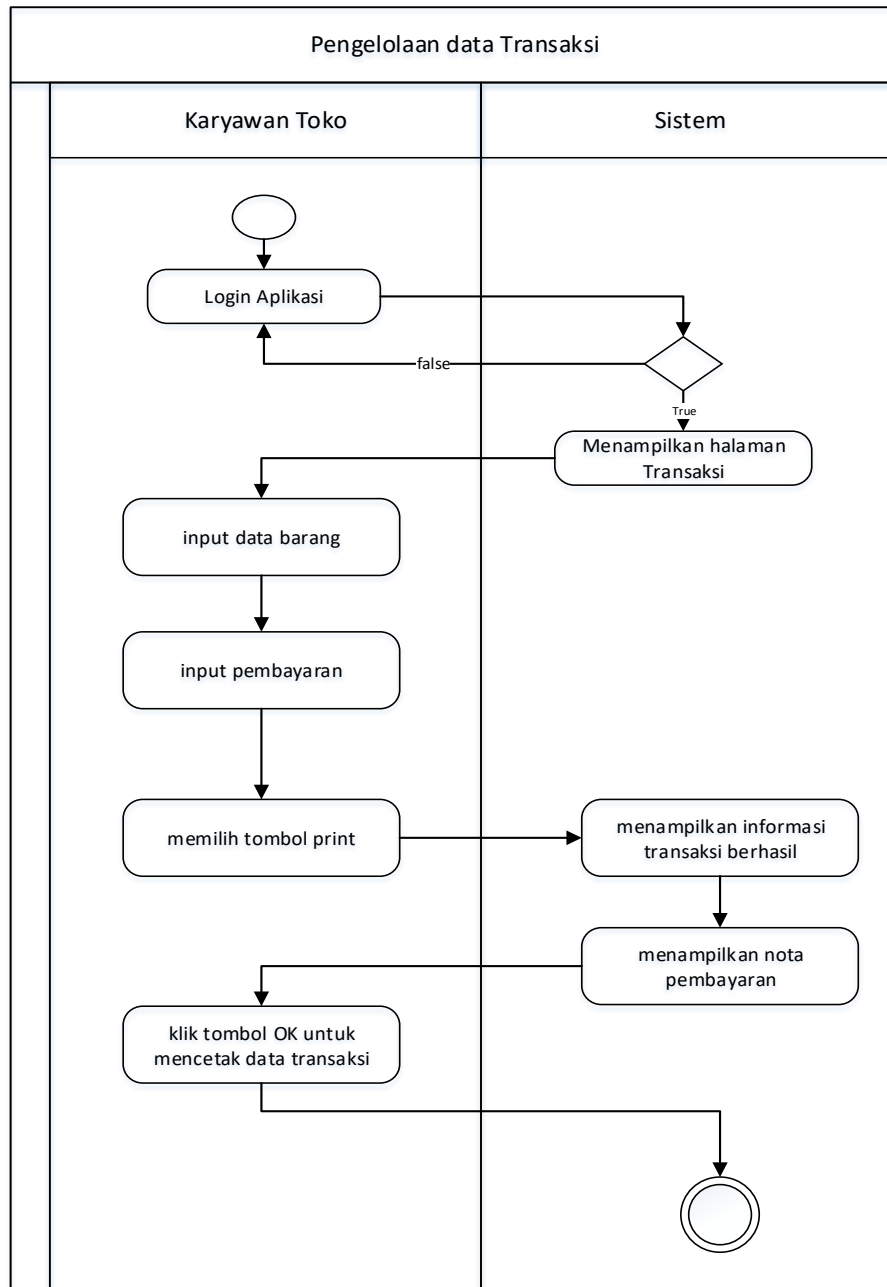 Pengelolaan data Transaksi
Karyawan Toko
Sistem
Login Aplikasi
false
True
Menampilkan halaman
Transaksi
input data barang
input pembayaran
memilih tombol print
menampilkan informasi
transaksi berhasil
menampilkan nota
pembayaran
klik tombol OK untuk
mencetak data transaksi